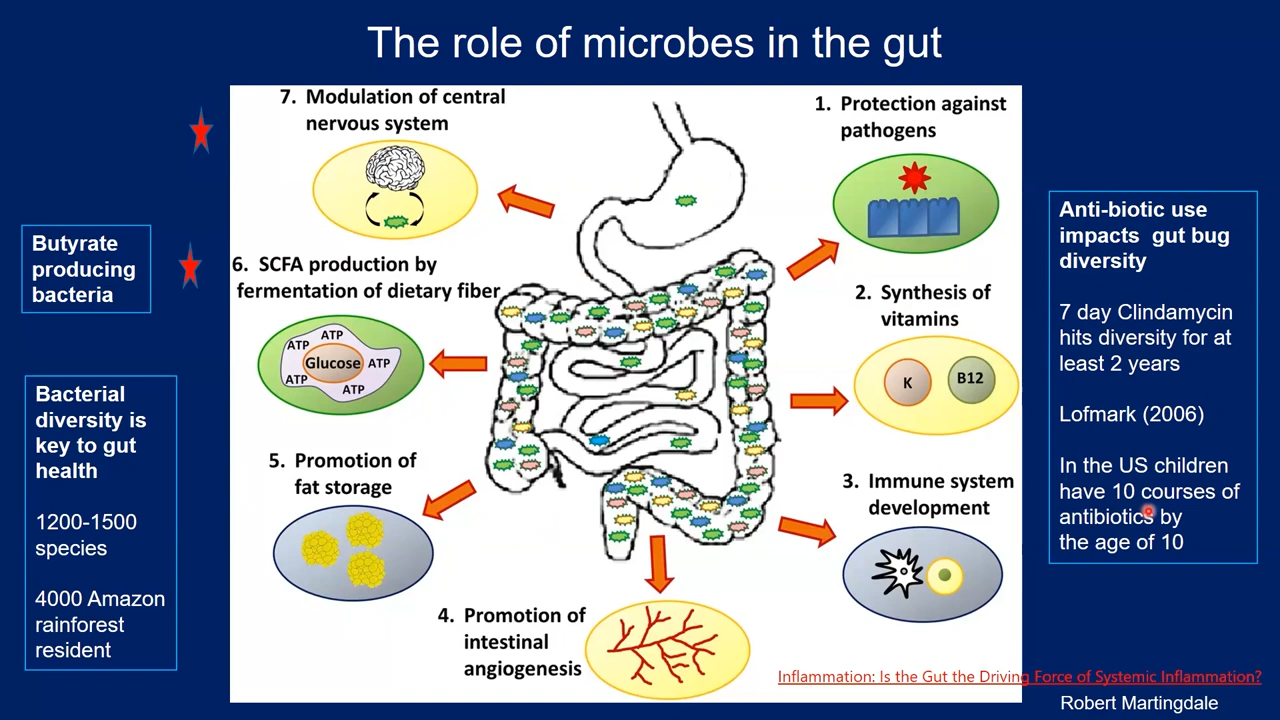 The role of microbes in the gut
7. Modulation of central
nervous system
1. Protection against
pathogens
Butyrate
producing
bacteria
6. SCFA production by
fermentation of dietary fiber
ATP
ATP
Glucose
ATP
ATP
ATP
2. Synthesis of
vitamins
K
B12
Anti-biotic use
impacts gut bug
diversity
7 day Clindamycin
hits diversity for at
least 2 years
Lofmark (2006)
In the US children
have 10 courses of
antibiotics by
the age of 10
Bacterial
diversity is
key to gut
health
1200-1500
species
4000 Amazon
rainforest
resident
5. Promotion of
fat storage
3. Immune system
development
4. Promotion of
intestinal
angiogenesis
Inflammation: Is the Gut the Driving Force of Systemic Inflammation?
Robert Martingdale